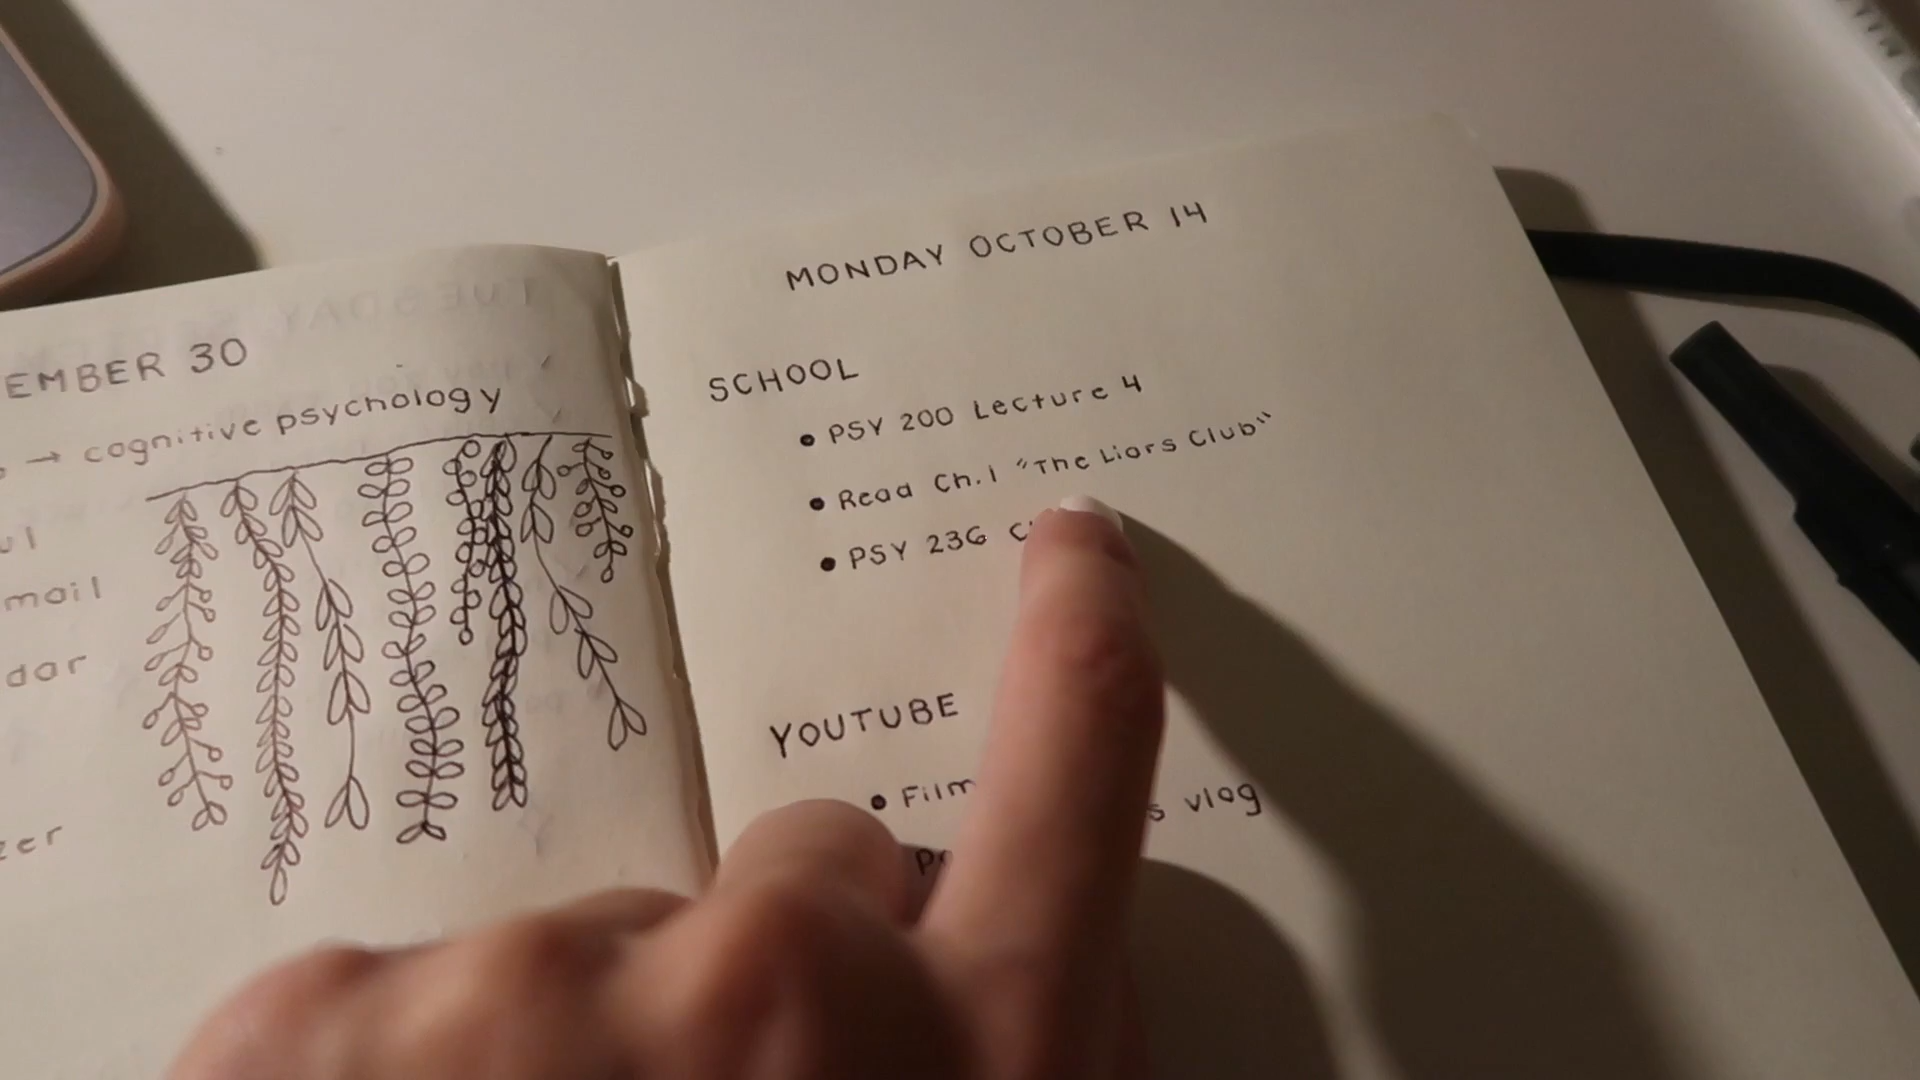 EMBER 30
→ cognitive psychology
mail
dar
zer
MONDAY OCTOBER 14
SCHOOL
• PSY 200 Lecture 4
• Read Ch.1 "The Liars Club"
• PSY 236
YOUTUBE
• Film vlog